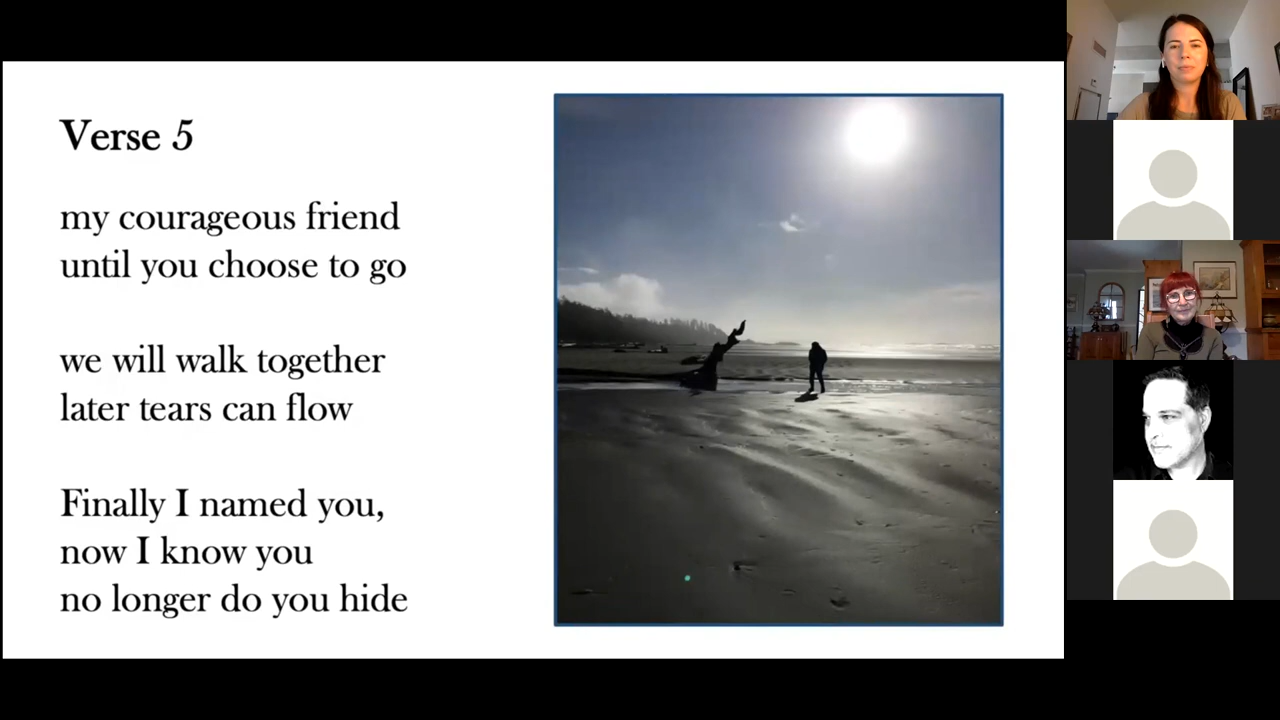 Verse 5
my courageous friend
until you choose to go
we will walk together
later tears can flow
Finally I named you,
now I know you
no longer do you hide